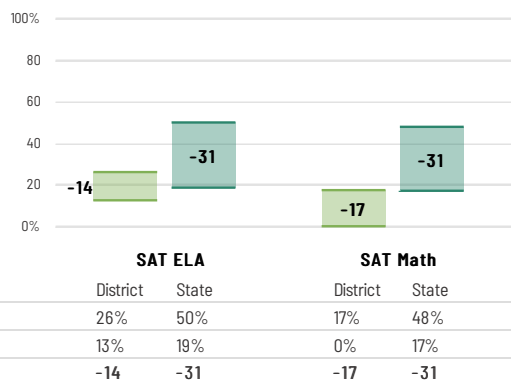 100%
80
60
40
20
0%
-14
-31
-17
-31
SAT ELA SAT Math
District State District State
26% 50% 17% 48%
13% 19% 0% 17%
-14 -31 -17 -31